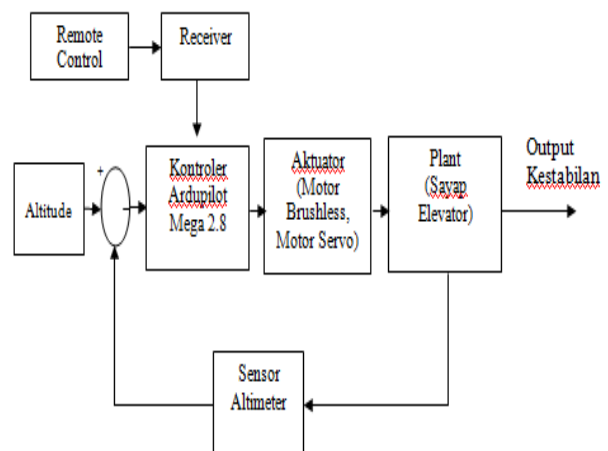 Remote
Control
Receiver
Altitude
+
Kontroler
Ardupilot
Mega 2.8
Aktuator
(Motor
Brushless,
Motor Servo)
Plant
(Sayap
Elevator)
Output
Kestabilan
Sensor
Altimeter